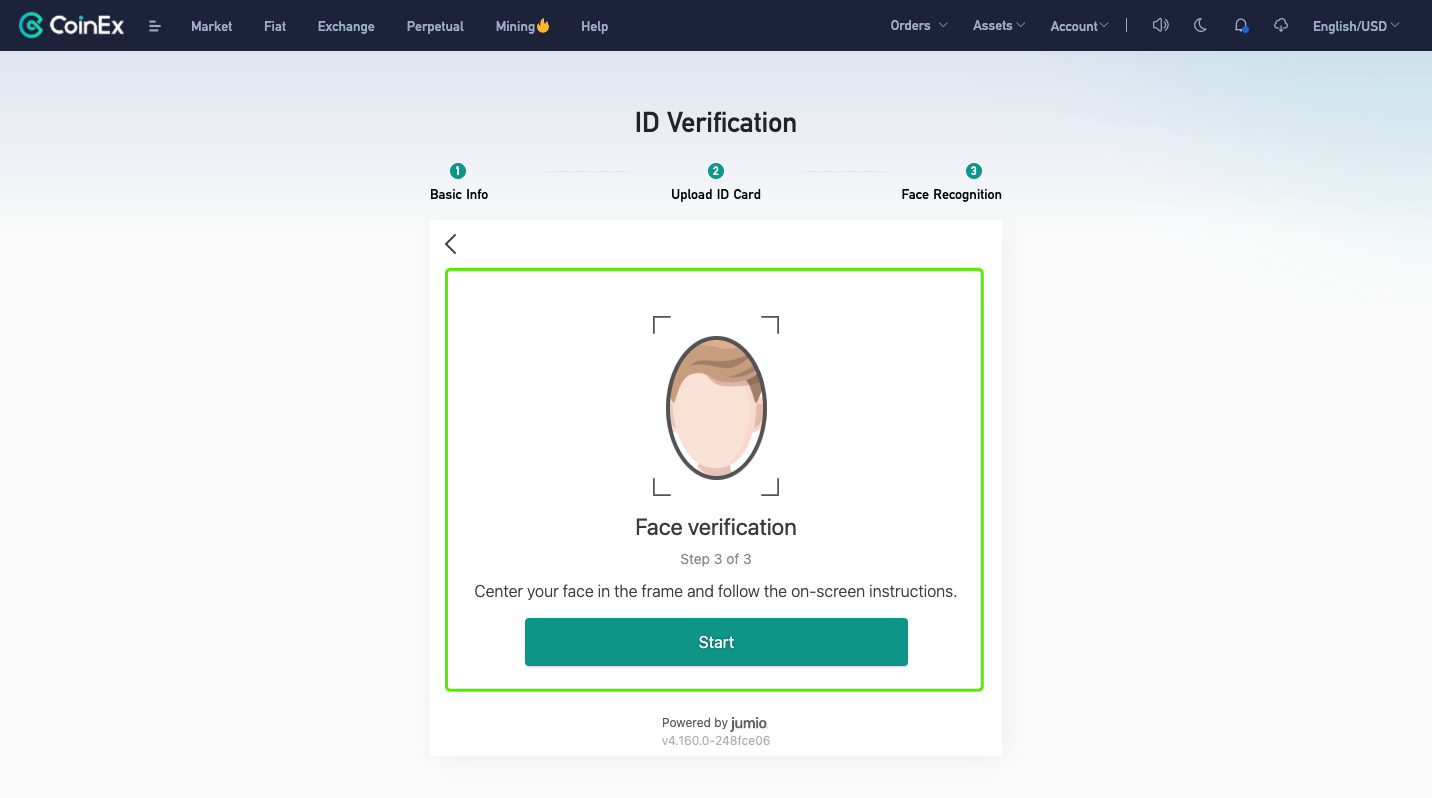 CoinEx Market Fiat Exchange Perpetual Mining Help Orders Assets Account English/USD
ID Verification
1 2 3
Basic Info Upload ID Card Face Recognition
Face verification
Step 3 of 3
Center your face in the frame and follow the on-screen instructions.
Start
Powered by jumio
v4.160.0-248fce06